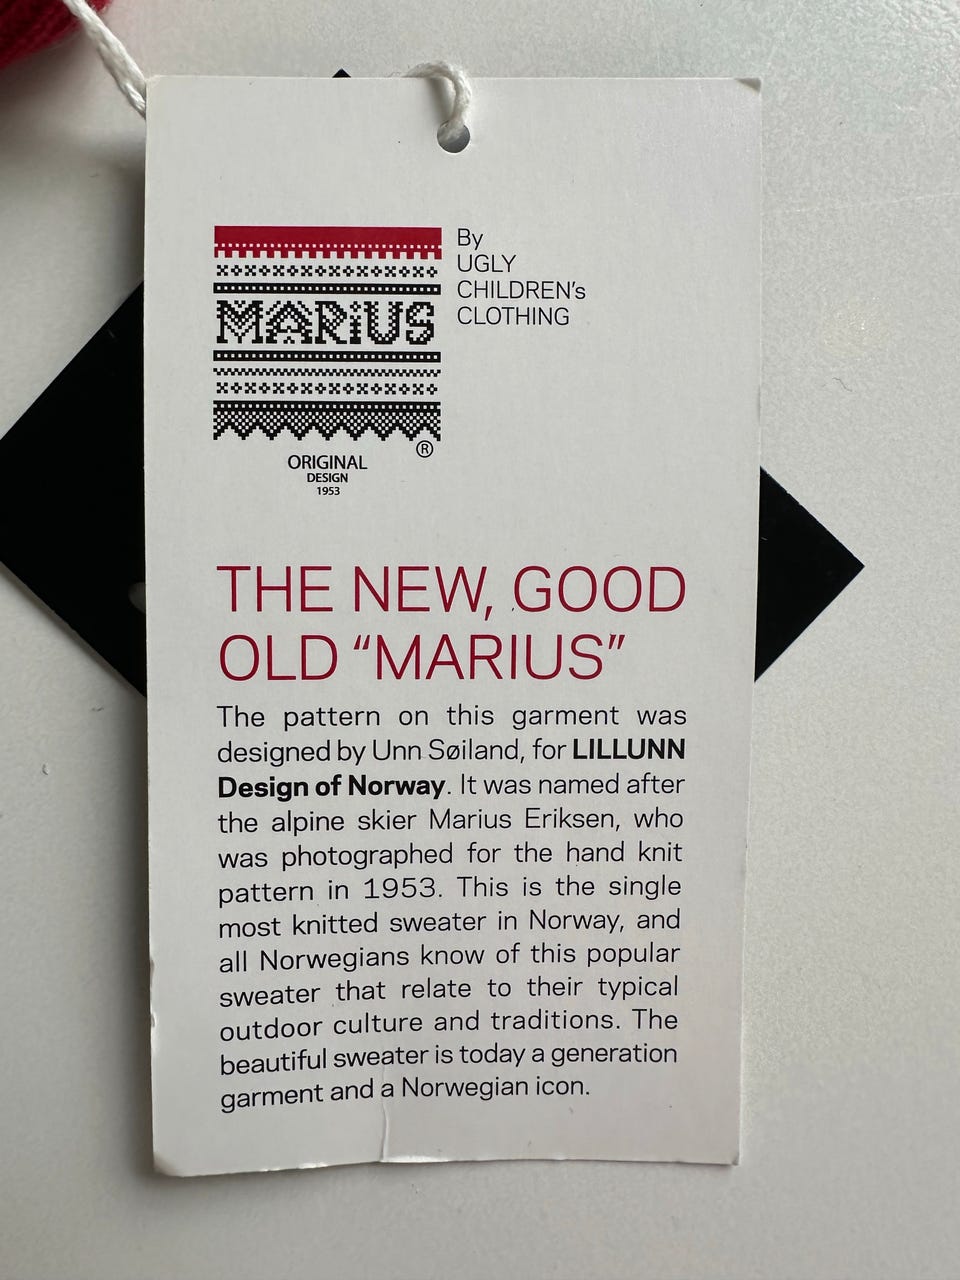 MARiUS
®
ORIGINAL
DESIGN
1953
By
UGLY
CHILDREN's
CLOTHING
THE NEW, GOOD
OLD “MARIUS”
The pattern on this garment was
designed by Unn Søiland, for LILLUNN
Design of Norway. It was named after
the alpine skier Marius Eriksen, who
was photographed for the hand knit
pattern in 1953. This is the single
most knitted sweater in Norway, and
all Norwegians know of this popular
sweater that relate to their typical
outdoor culture and traditions. The
beautiful sweater is today a generation
garment and a Norwegian icon.